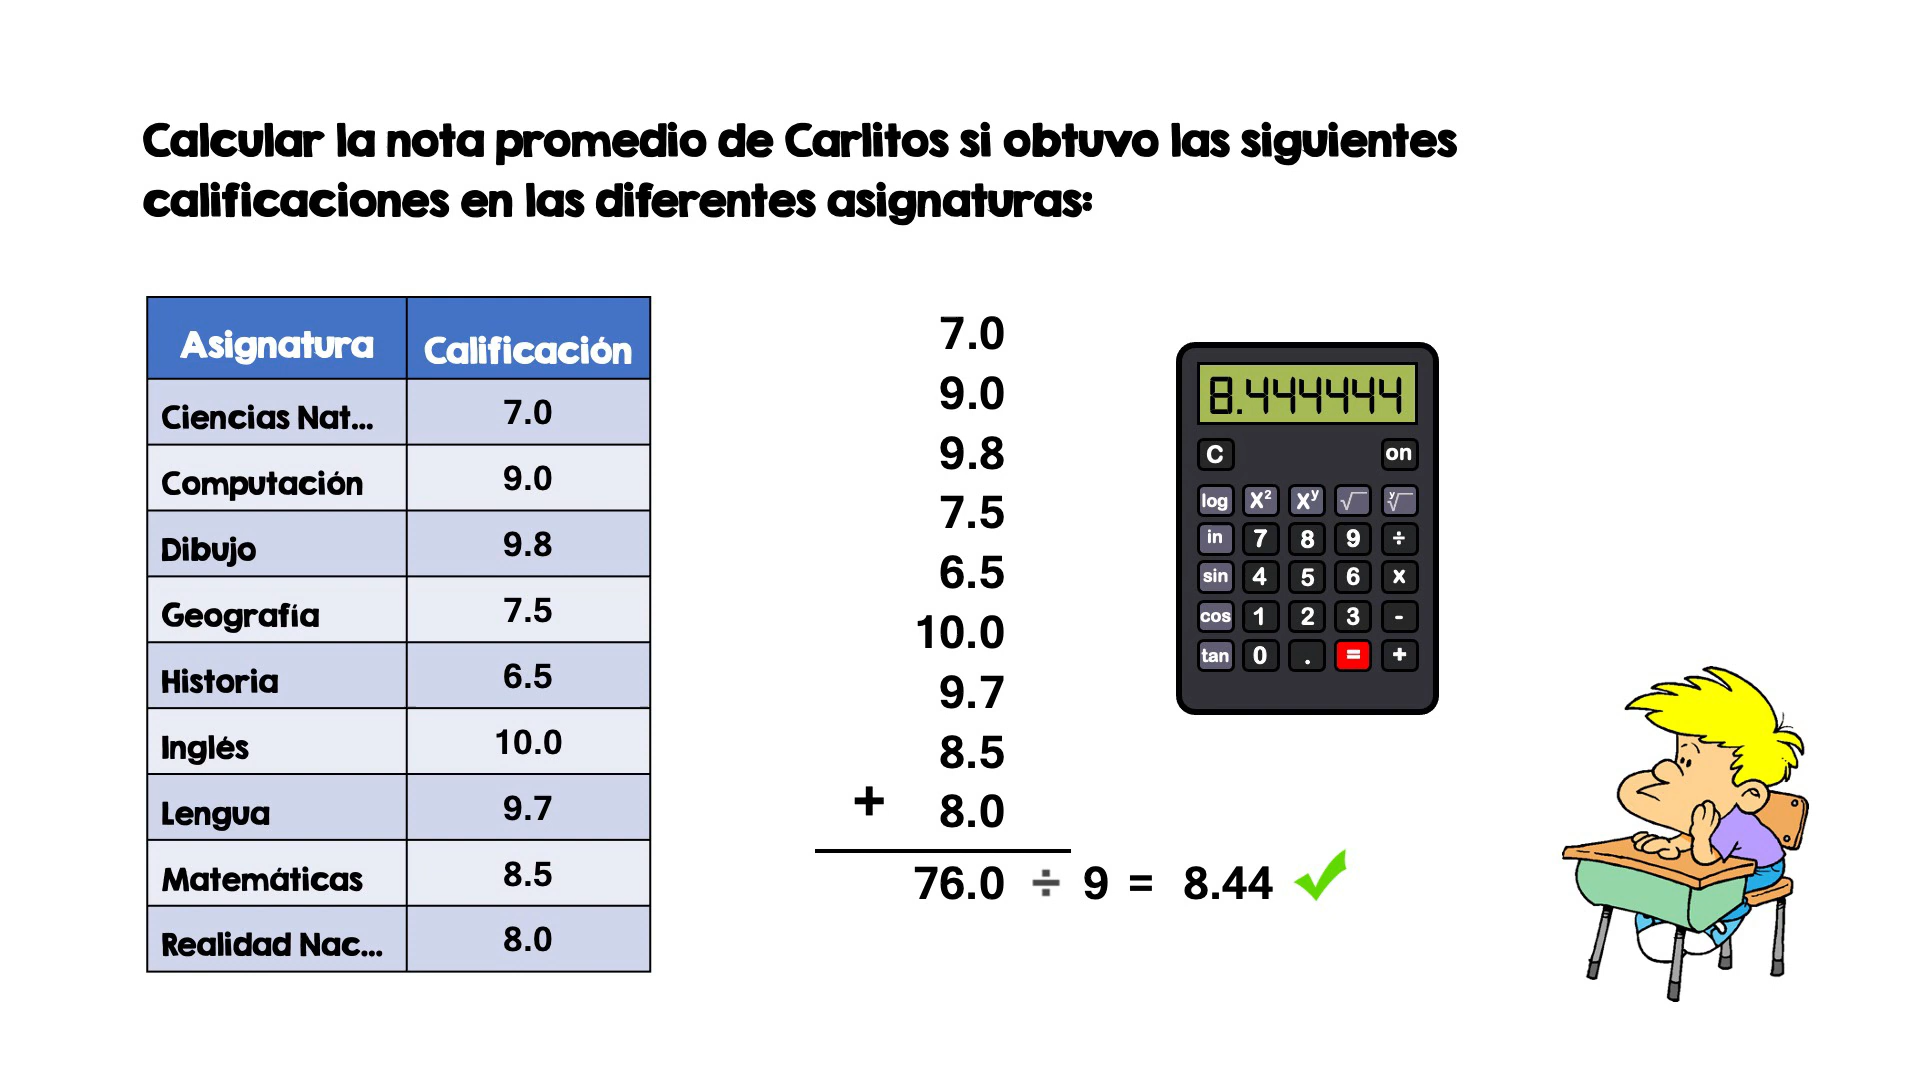 Calcular la nota promedio de Carlitos si obtuvo las siguientes
calificaciones en las diferentes asignaturas:
Asignatura Calificación
Ciencias Nat... 7.0
Computación 9.0
Dibujo 9.8
Geografía 7.5
Historia 6.5
Inglés 10.0
Lengua 9.7
Matemáticas 8.5
Realidad Nac... 8.0
7.0
9.0
9.8
7.5
6.5
10.0
9.7
8.5
+ 8.0
76.0 ÷ 9 = 8.44
8.444444
C on
log X² Xʸ √ ʸ√
in 7 8 9 ÷
sin 4 5 6 x
cos 1 2 3 -
tan 0 . = +